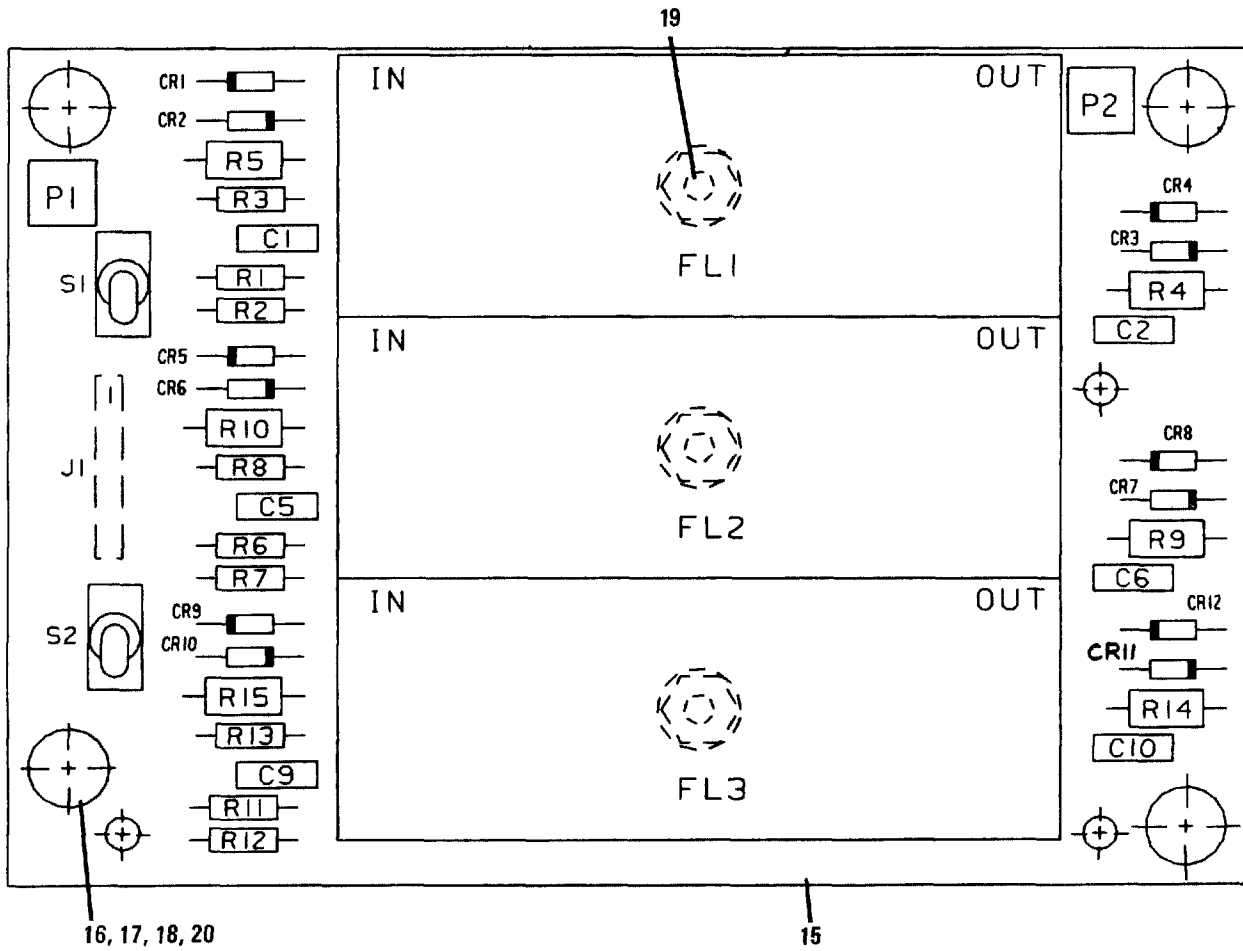 19
CR1
IN
OUT
P2
CR2
R5
P1
R3
CR4
C1
CR3
FL1
S1
R1
R4
R2
C2
IN
OUT
CR5
CR6
1
R10
CR8
J1
R8
CR7
C5
FL2
R9
R6
R7
C6
IN
OUT
CR12
CR9
S2
CR10
CR11
R15
R14
R13
C10
C9
FL3
R11
R12
16, 17, 18, 20
15